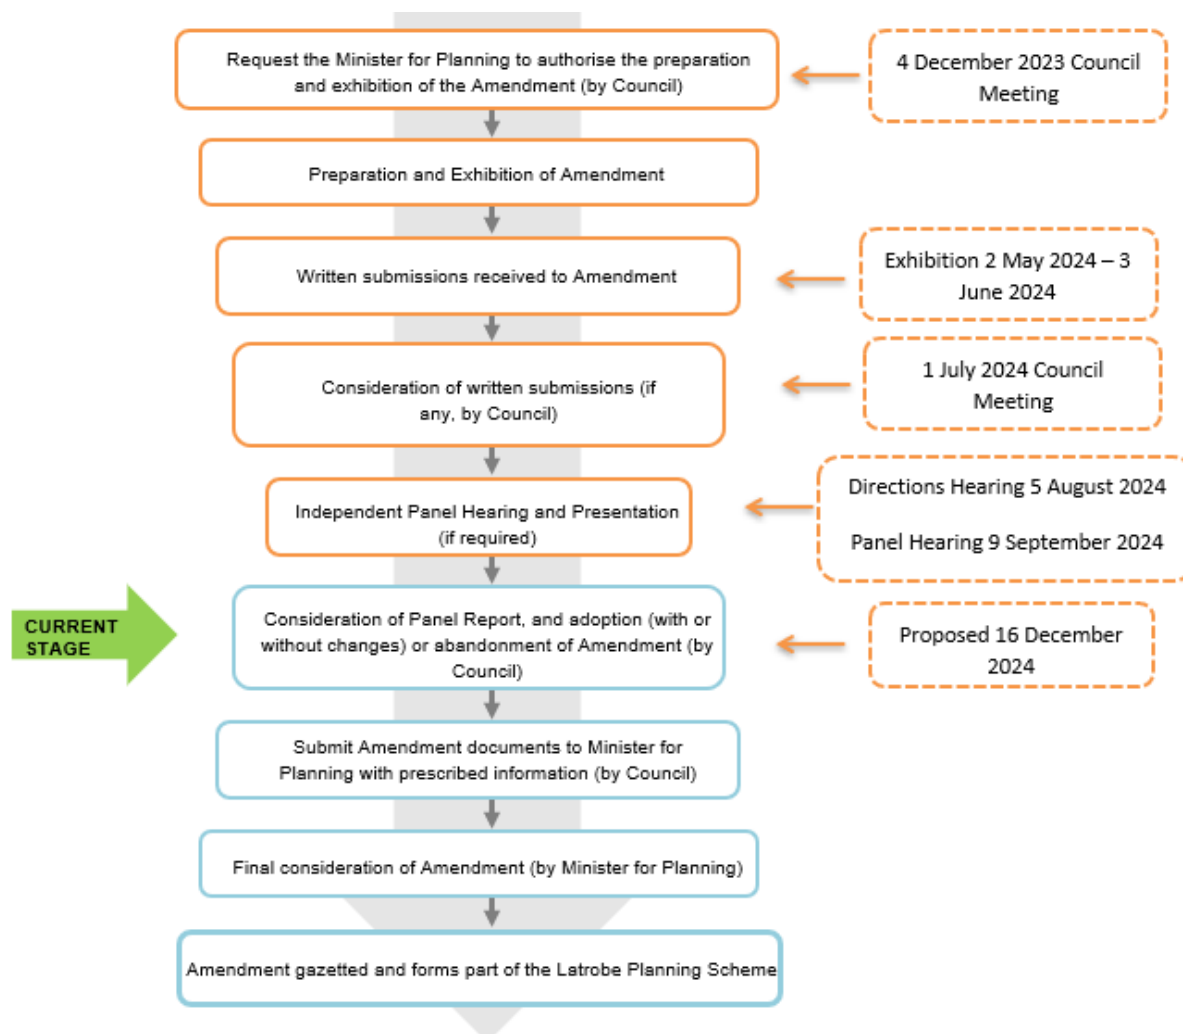 Request the Minister for Planning to authorise the preparation
and exhibition of the Amendment (by Council)
4 December 2023 Council
Meeting
Preparation and Exhibition of Amendment
Written submissions received to Amendment
Exhibition 2 May 2024 – 3
June 2024
Consideration of written submissions (if
any, by Council)
1 July 2024 Council
Meeting
Independent Panel Hearing and Presentation
(if required)
Directions Hearing 5 August 2024
Panel Hearing 9 September 2024
CURRENT
STAGE
Consideration of Panel Report, and adoption (with or
without changes) or abandonment of Amendment (by
Council)
Proposed 16 December
2024
Submit Amendment documents to Minister for
Planning with prescribed information (by Council)
Final consideration of Amendment (by Minister for Planning)
Amendment gazetted and forms part of the Latrobe Planning Scheme